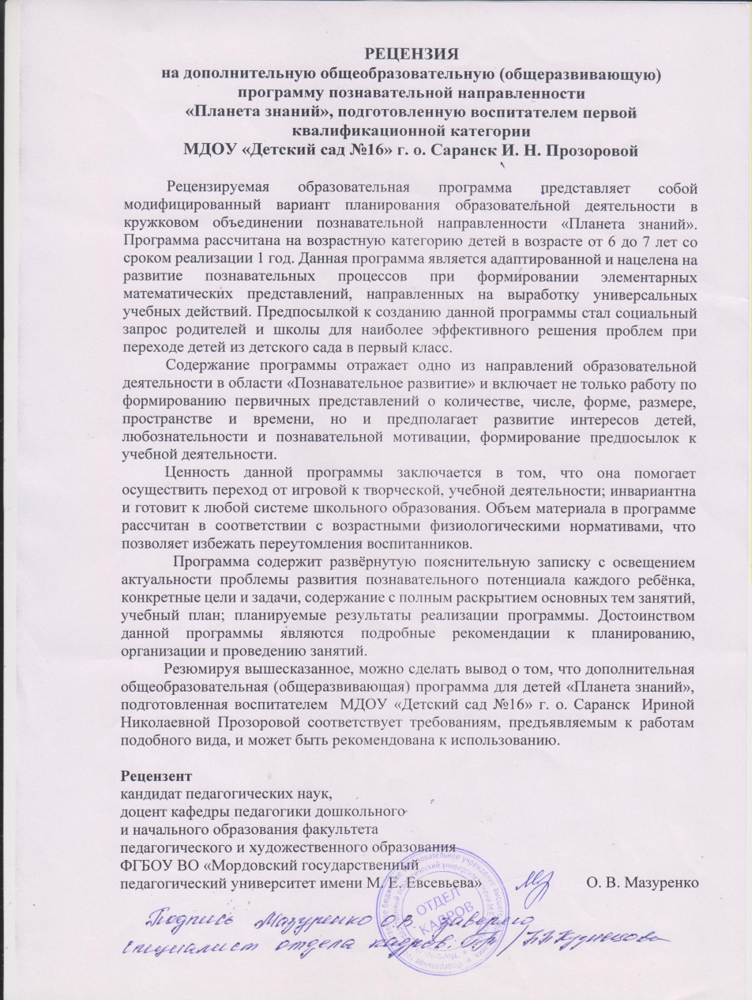 РЕЦЕНЗИЯ
на дополнительную общеобразовательную (общеразвивающую)
программу познавательной направленности
«Планета знаний», подготовленную воспитателем первой
квалификационной категории
МДОУ «Детский сад №16» г. о. Саранск И. Н. Прозоровой
Рецензируемая образовательная программа представляет собой
модифицированный вариант планирования образовательной деятельности в
кружковом объединении познавательной направленности «Планета знаний».
Программа рассчитана на возрастную категорию детей в возрасте от 6 до 7 лет со
сроком реализации 1 год. Данная программа является адаптированной и нацелена на
развитие познавательных процессов при формировании элементарных
математических представлений, направленных на выработку универсальных
учебных действий. Предпосылкой к созданию данной программы стал социальный
запрос родителей и школы для наиболее эффективного решения проблем при
переходе детей из детского сада в первый класс.
Содержание программы отражает одно из направлений образовательной
деятельности в области «Познавательное развитие» и включает не только работу по
формированию первичных представлений о количестве, числе, форме, размере,
пространстве и времени, но и предполагает развитие интересов детей,
любознательности и познавательной мотивации, формирование предпосылок к
учебной деятельности.
Ценность данной программы заключается в том, что она помогает
осуществить переход от игровой к творческой, учебной деятельности; инвариантна
и готовит к любой системе школьного образования. Объем материала в программе
рассчитан в соответствии с возрастными физиологическими нормативами, что
позволяет избежать переутомления воспитанников.
Программа содержит развёрнутую пояснительную записку с освещением
актуальности проблемы развития познавательного потенциала каждого ребёнка,
конкретные цели и задачи, содержание с полным раскрытием основных тем занятий,
учебный план; планируемые результаты реализации программы. Достоинством
данной программы являются подробные рекомендации к планированию,
организации и проведению занятий.
Резюмируя вышесказанное, можно сделать вывод о том, что дополнительная
общеобразовательная (общеразвивающая) программа для детей «Планета знаний»,
подготовленная воспитателем МДОУ «Детский сад №16» г. о. Саранск Ириной
Николаевной Прозоровой соответствует требованиям, предъявляемым к работам
подобного вида, и может быть рекомендована к использованию.
Рецензент
кандидат педагогических наук,
доцент кафедры педагогики дошкольного
и начального образования факультета
педагогического и художественного образования
ФГБОУ ВО «Мордовский государственный
педагогический университет имени М. Е. Евсевьева» О. В. Мазуренко
ОТДЕЛ
КАДРОВ
Подпись Мазуренко О.В. заверяю
специалист отдела кадров: